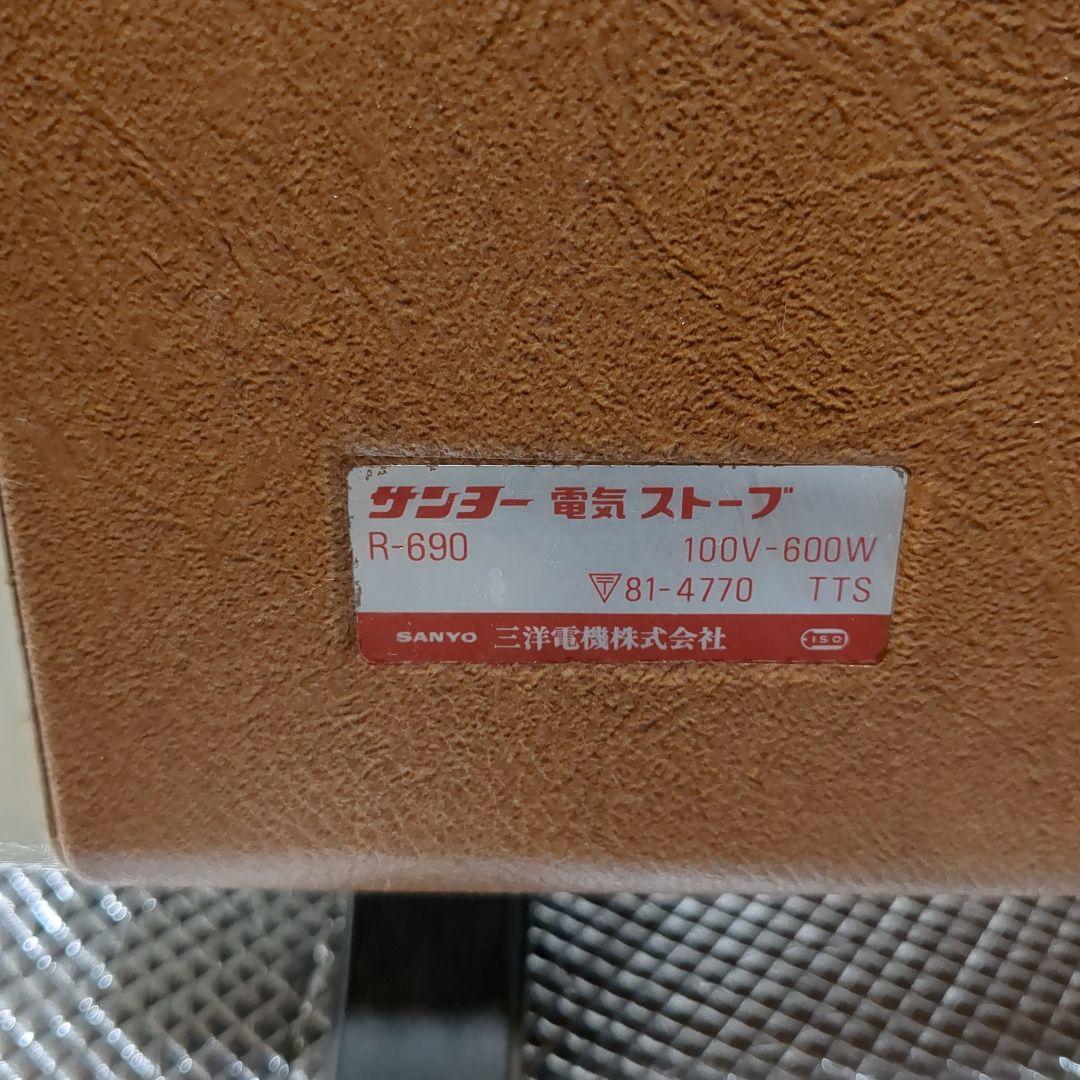 サンヨー 電気ストーブ
R-690 100V-600W
〒81-4770 TTS
SANYO 三洋電機株式会社 ISO